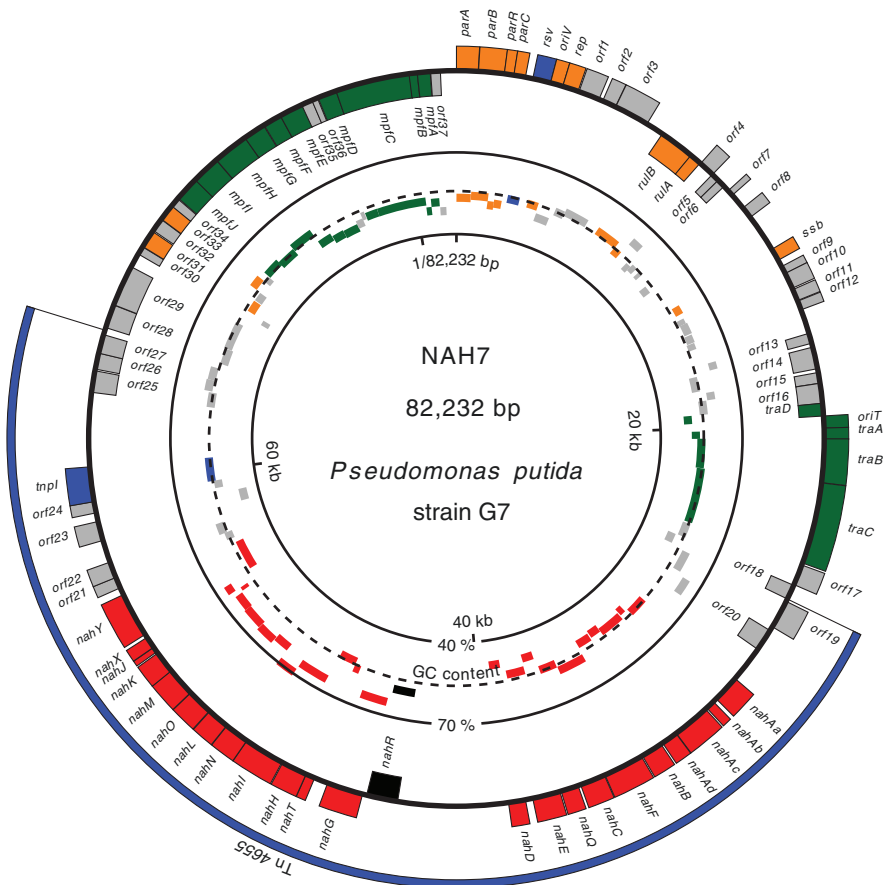 parA
parB
parR
parC
rsv
oriV
rep
orf1
orf2
orf3
rulB
rulA
orf4
orf5
orf6
orf7
orf8
ssb
orf9
orf10
orf11
orf12
orf13
orf14
orf15
orf16
traD
oriT
traA
traB
traC
orf17
orf18
orf19
orf20
nahAa
nahAb
nahAc
nahAd
nahB
nahF
nahC
nahQ
nahE
nahD
nahR
nahG
nahT
nahH
nahI
nahN
nahL
nahO
nahM
nahK
nahJ
nahX
nahY
orf21
orf22
orf23
orf24
tnpI
orf25
orf26
orf27
orf28
orf29
orf30
orf31
orf32
orf33
orf34
mpfJ
mpfI
mpfH
mpfG
mpfF
mpfE
orf35
orf36
mpfD
mpfC
mpfB
mpfA
orf37
1/82,232 bp
NAH7
82,232 bp
Pseudomonas putida
strain G7
20 kb
60 kb
40 kb
40 %
GC content
70 %
Tn 4655